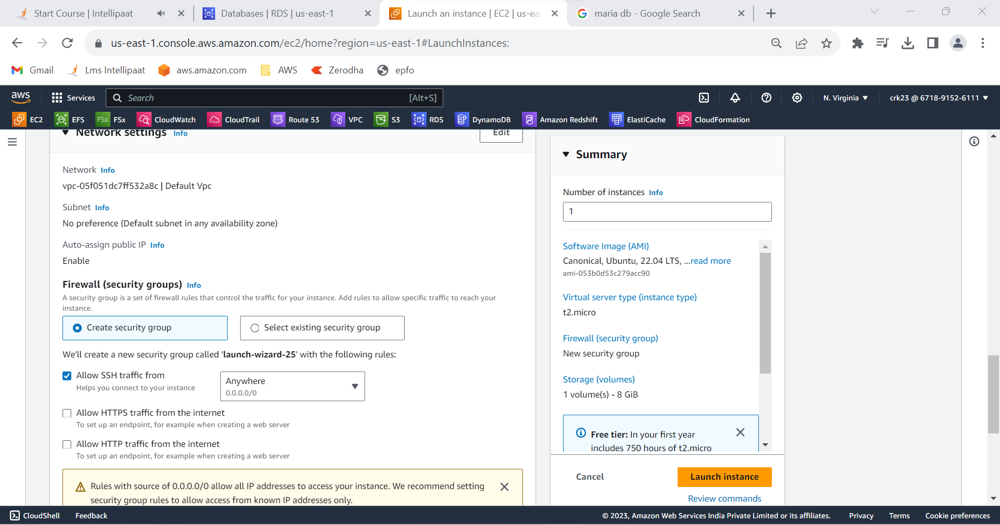 Start Course | Intellipaat
Databases | RDS | us-east-1
Launch an instance | EC2 | us-ea
maria db - Google Search
us-east-1.console.aws.amazon.com/ec2/home?region=us-east-1#LaunchInstances:
Gmail
Lms Intellipaat
aws.amazon.com
AWS
Zerodha
epfo
aws
Services
Search
[Alt+S]
N. Virginia
crk23 @ 6718-9152-6111
EC2
EFS
FSx
FSx
CloudWatch
CloudTrail
Route 53
VPC
S3
RDS
DynamoDB
Amazon Redshift
ElastiCache
CloudFormation
Network settings Info
Edit
Network Info
vpc-05f051dc7ff532a8c | Default Vpc
Subnet Info
No preference (Default subnet in any availability zone)
Auto-assign public IP Info
Enable
Firewall (security groups) Info
A security group is a set of firewall rules that control the traffic for your instance. Add rules to allow specific traffic to reach your
instance.
Create security group
Select existing security group
We'll create a new security group called 'launch-wizard-25' with the following rules:
Allow SSH traffic from
Helps you connect to your instance
Anywhere
0.0.0.0/0
Allow HTTPS traffic from the internet
To set up an endpoint, for example when creating a web server
Allow HTTP traffic from the internet
To set up an endpoint, for example when creating a web server
Rules with source of 0.0.0.0/0 allow all IP addresses to access your instance. We recommend setting
security group rules to allow access from known IP addresses only.
Summary
Number of instances Info
1
Software Image (AMI)
Canonical, Ubuntu, 22.04 LTS, ...read more
ami-053b0d53c279acc90
Virtual server type (instance type)
t2.micro
Firewall (security group)
New security group
Storage (volumes)
1 volume(s) - 8 GiB
Free tier: In your first year
includes 750 hours of t2.micro
Cancel
Launch instance
Review commands
CloudShell
Feedback
© 2023, Amazon Web Services India Private Limited or its affiliates.
Privacy
Terms
Cookie preferences